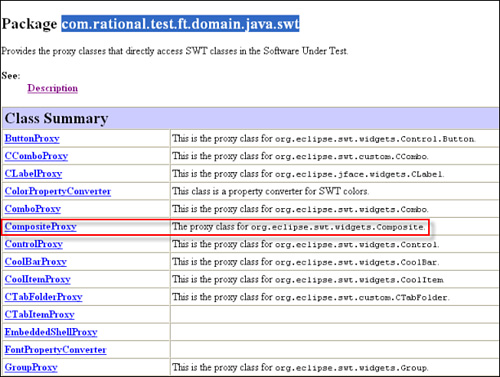 Package com.rational.test.ft.domain.java.swt
Provides the proxy classes that directly access SWT classes in the Software Under Test.
See:
Description
Class Summary
ButtonProxy This is the proxy class for org.eclipse.swt.widgets.Control.Button.
CComboProxy This is the proxy class for org.eclipse.swt.custom.CCombo.
CLabelProxy This is the proxy class for org.eclipse.jface.widgets.CLabel.
ColorPropertyConverter This class is a property converter for SWT colors.
ComboProxy This is the proxy class for org.eclipse.swt.widgets.Combo.
CompositeProxy The proxy class for org.eclipse.swt.widgets.Composite.
ControlProxy This is the proxy class for org.eclipse.swt.widgets.Control.
CoolBarProxy This is the proxy class for org.eclipse.swt.widgets.CoolBar.
CoolItemProxy This is the proxy class for org.eclipse.swt.widgets.CoolItem.
CTabFolderProxy This is the proxy class for org.eclipse.swt.custom.CTabFolder.
CTabItemProxy
EmbeddedShellProxy
FontPropertyConverter
GroupProxy This is the proxy class for org.eclipse.swt.widgets.Group.